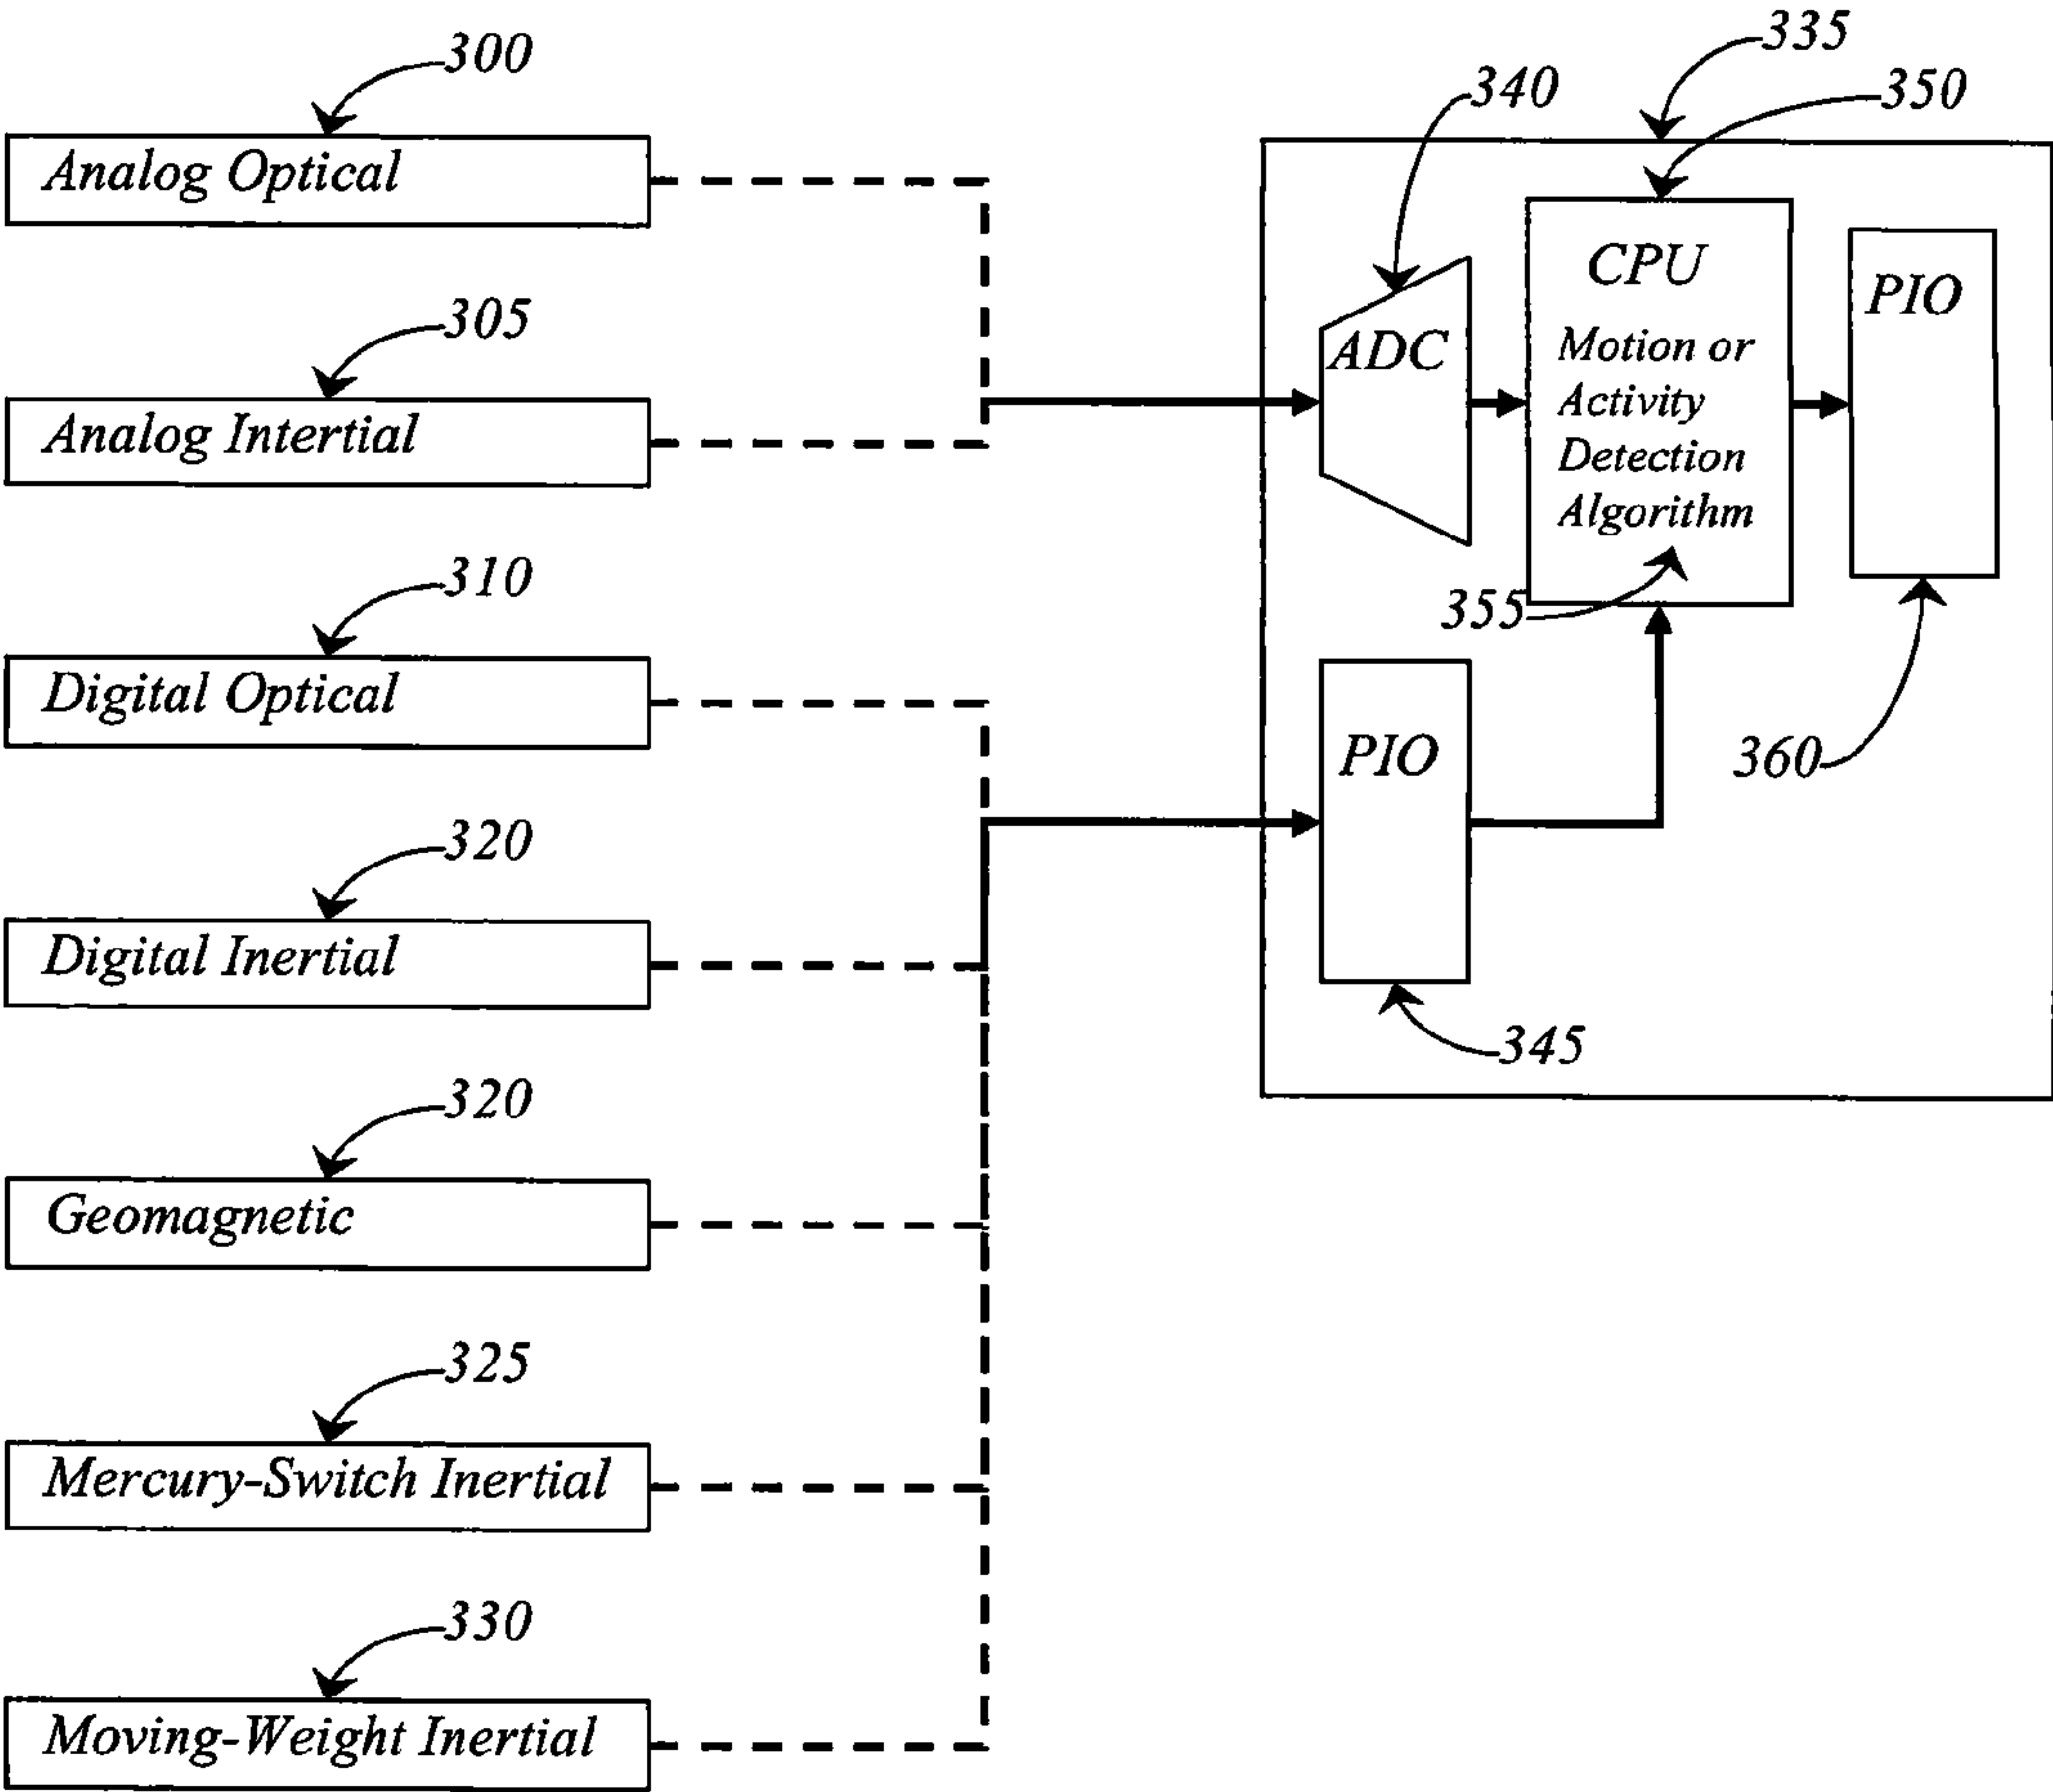 300
Analog Optical
305
Analog Intertial
310
Digital Optical
320
Digital Inertial
320
Geomagnetic
325
Mercury-Switch Inertial
330
Moving-Weight Inertial
335
340
350
ADC
CPU
Motion or
Activity
Detection
Algorithm
355
PIO
360
PIO
345